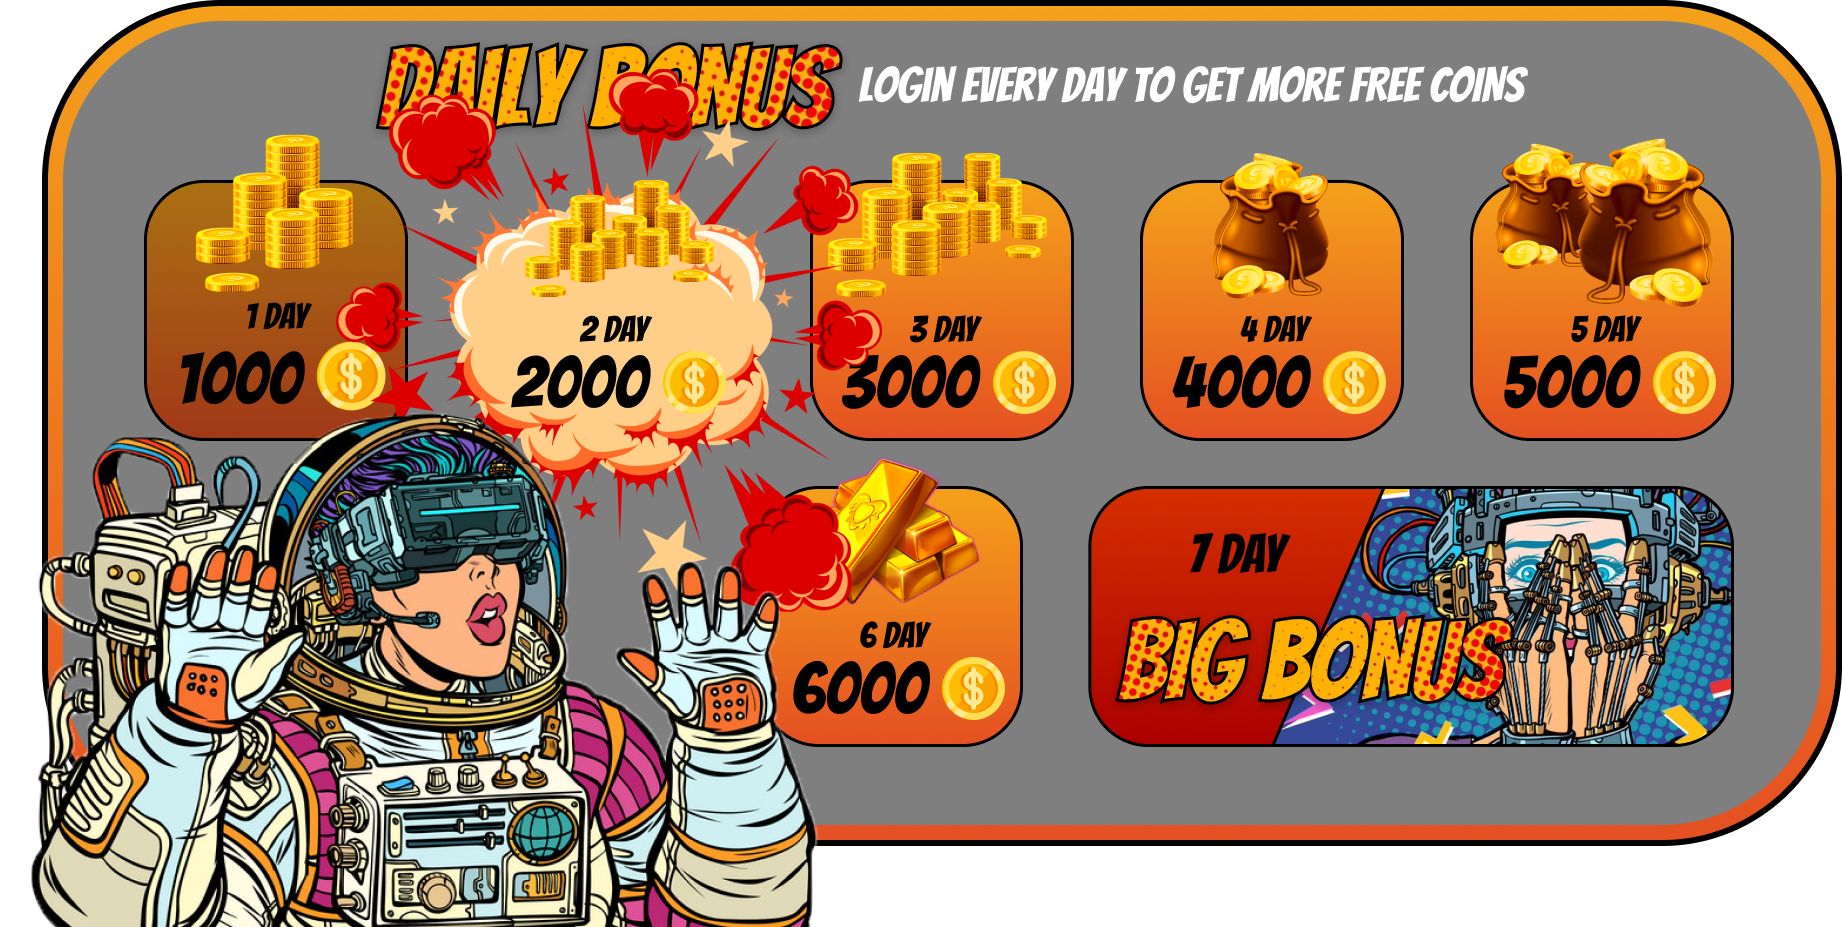 DAILY BONUS
LOGIN EVERY DAY TO GET MORE FREE COINS
1 DAY
1000
2 DAY
2000
3 DAY
3000
4 DAY
4000
5 DAY
5000
6 DAY
6000
7 DAY
BIG BONUS